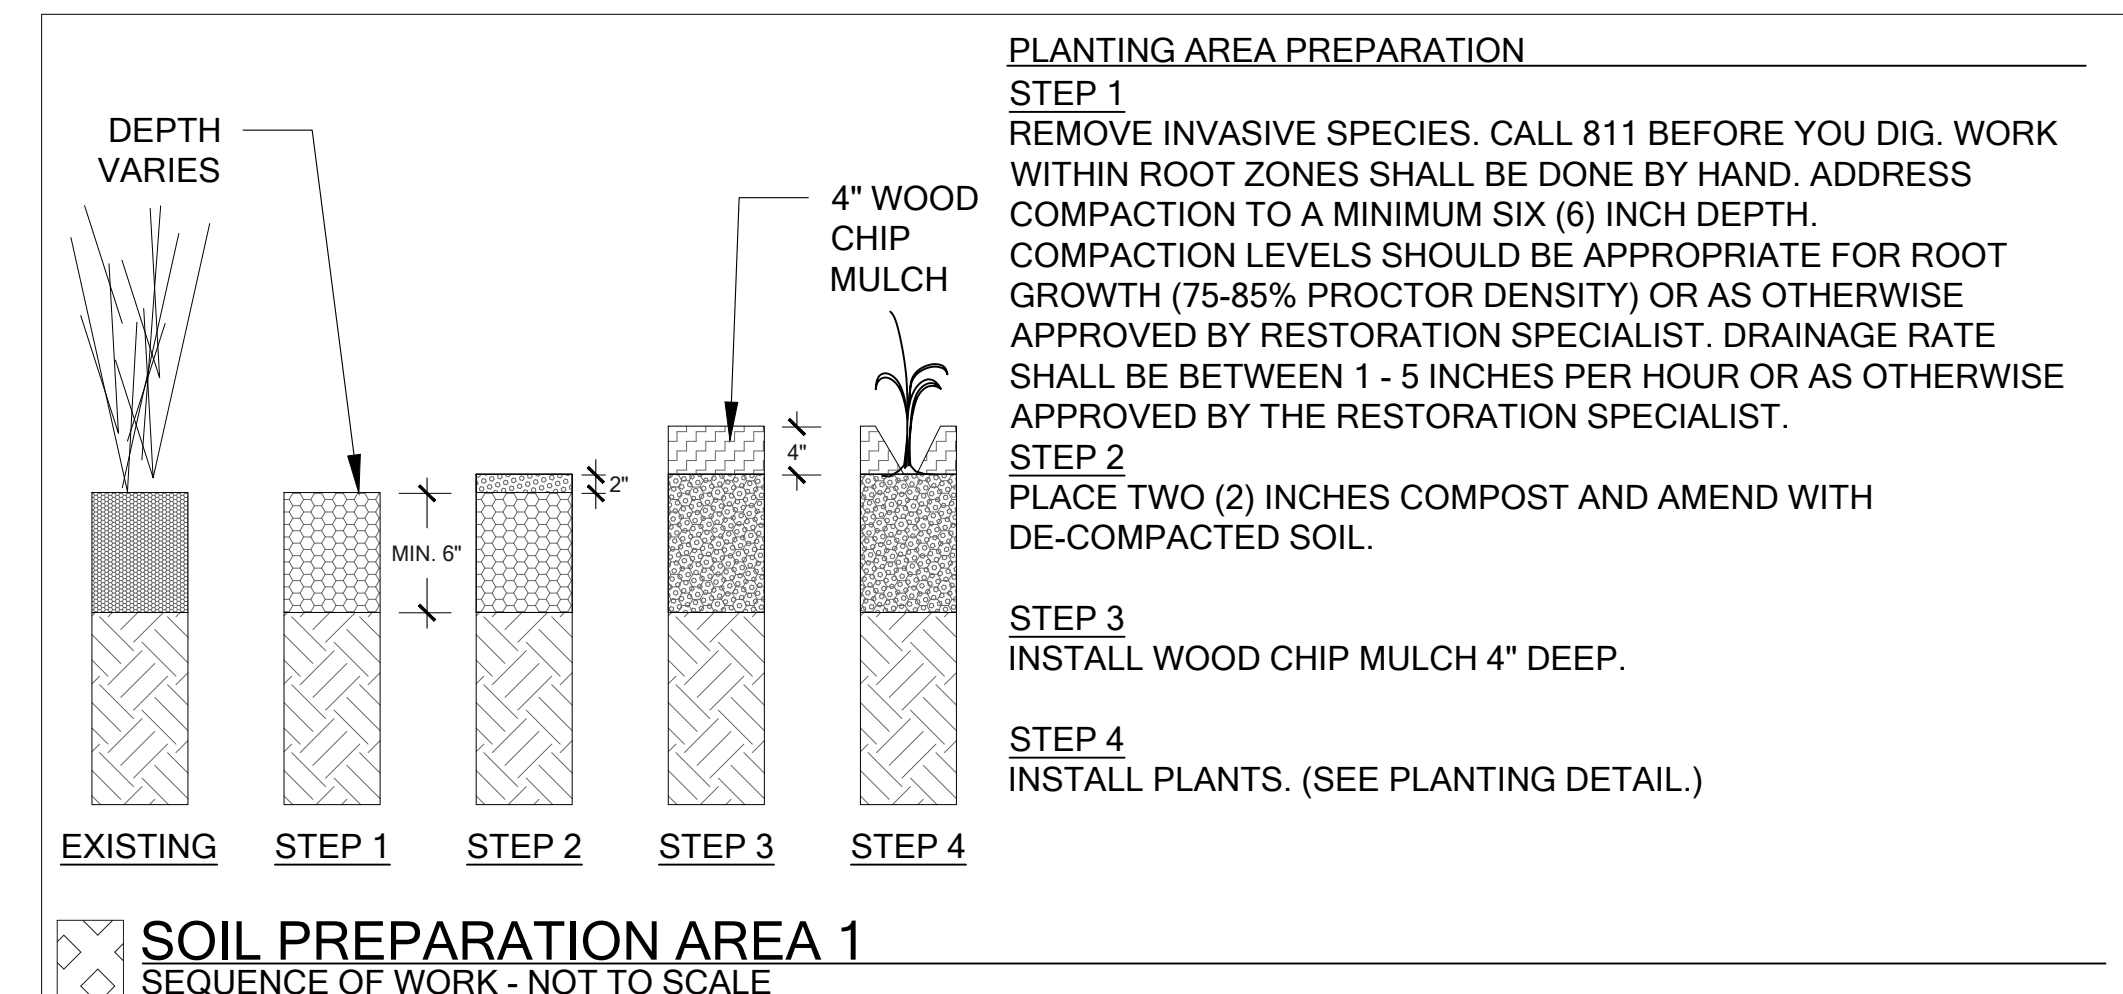 PLANTING AREA PREPARATION
STEP 1
REMOVE INVASIVE SPECIES. CALL 811 BEFORE YOU DIG. WORK
WITHIN ROOT ZONES SHALL BE DONE BY HAND. ADDRESS
COMPACTION TO A MINIMUM SIX (6) INCH DEPTH.
COMPACTION LEVELS SHOULD BE APPROPRIATE FOR ROOT
GROWTH (75-85% PROCTOR DENSITY) OR AS OTHERWISE
APPROVED BY RESTORATION SPECIALIST. DRAINAGE RATE
SHALL BE BETWEEN 1 - 5 INCHES PER HOUR OR AS OTHERWISE
APPROVED BY THE RESTORATION SPECIALIST.
STEP 2
PLACE TWO (2) INCHES COMPOST AND AMEND WITH
DE-COMPACTED SOIL.
STEP 3
INSTALL WOOD CHIP MULCH 4" DEEP.
STEP 4
INSTALL PLANTS. (SEE PLANTING DETAIL.)
DEPTH
VARIES
4" WOOD
CHIP
MULCH
4"
2"
MIN. 6"
EXISTING
STEP 1
STEP 2
STEP 3
STEP 4
SOIL PREPARATION AREA 1
SEQUENCE OF WORK - NOT TO SCALE